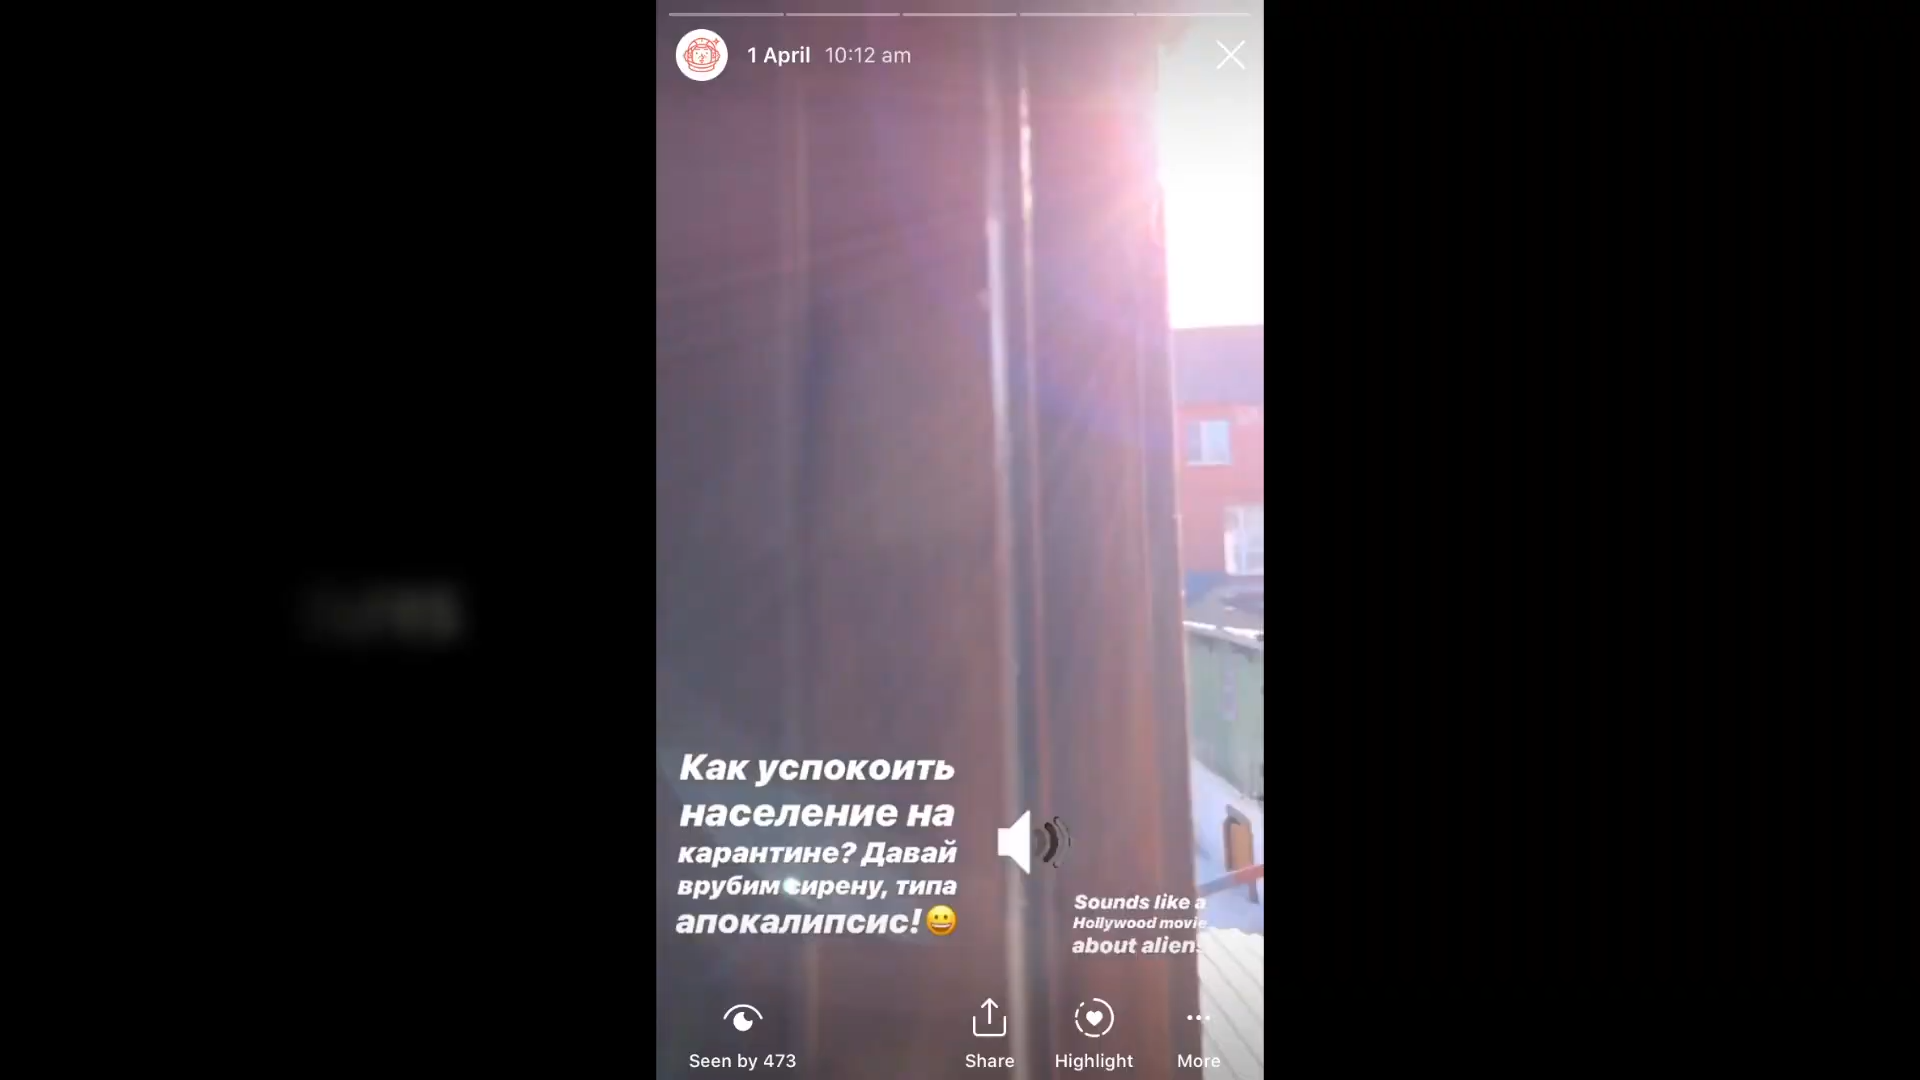 1 April 10:12 am
Как успокоить
население на
карантине? Давай
врубим сирену, типа
апокалипсис!😀
Sounds like a
Hollywood movie
about aliens
Seen by 473
Share
Highlight
More